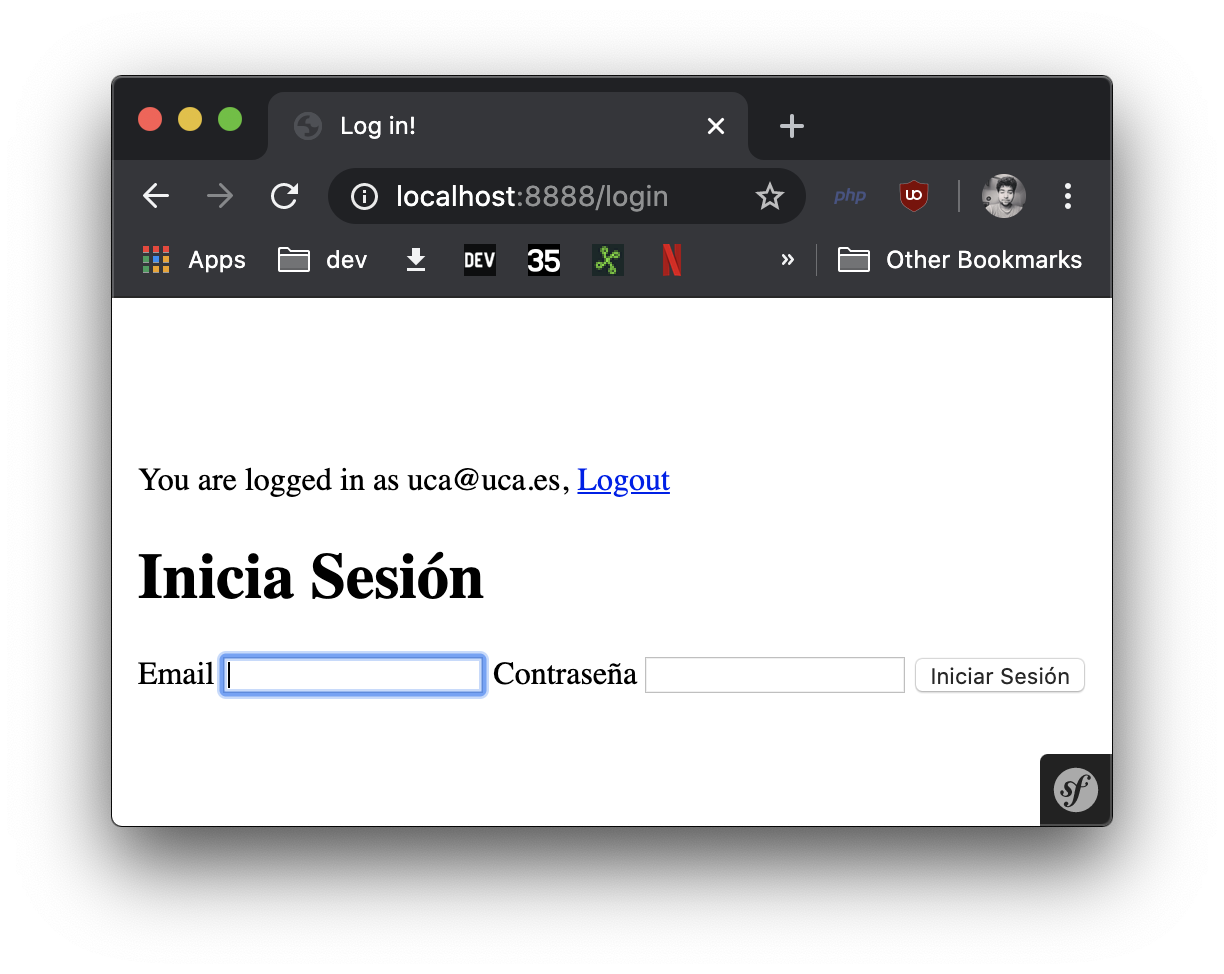 Log in!
localhost:8888/login
php
Apps dev DEV 35 » Other Bookmarks
You are logged in as uca@uca.es, Logout
Inicia Sesión
Email Contraseña Iniciar Sesión
sf